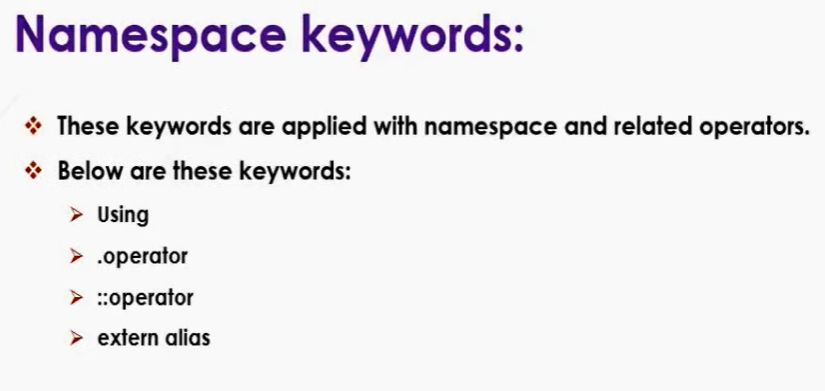 Namespace keywords:
These keywords are applied with namespace and related operators.
Below are these keywords:
Using
.operator
::operator
extern alias